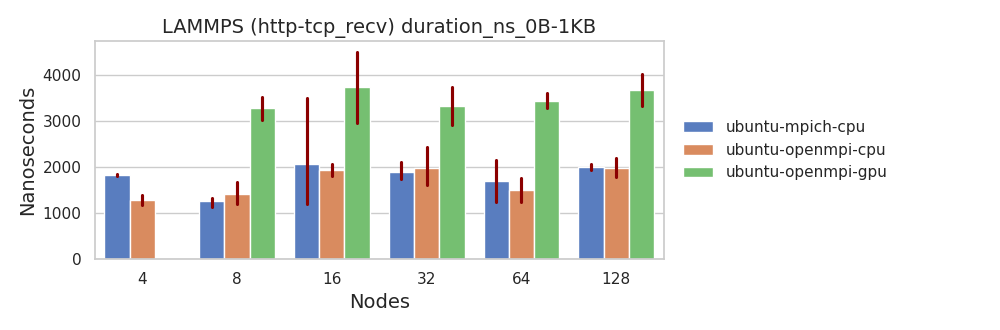 LAMMPS (http-tcp_recv) duration_ns_0B-1KB
Nanoseconds
4000
3000
2000
1000
0
4 8 16 32 64 128
Nodes
ubuntu-mpich-cpu
ubuntu-openmpi-cpu
ubuntu-openmpi-gpu